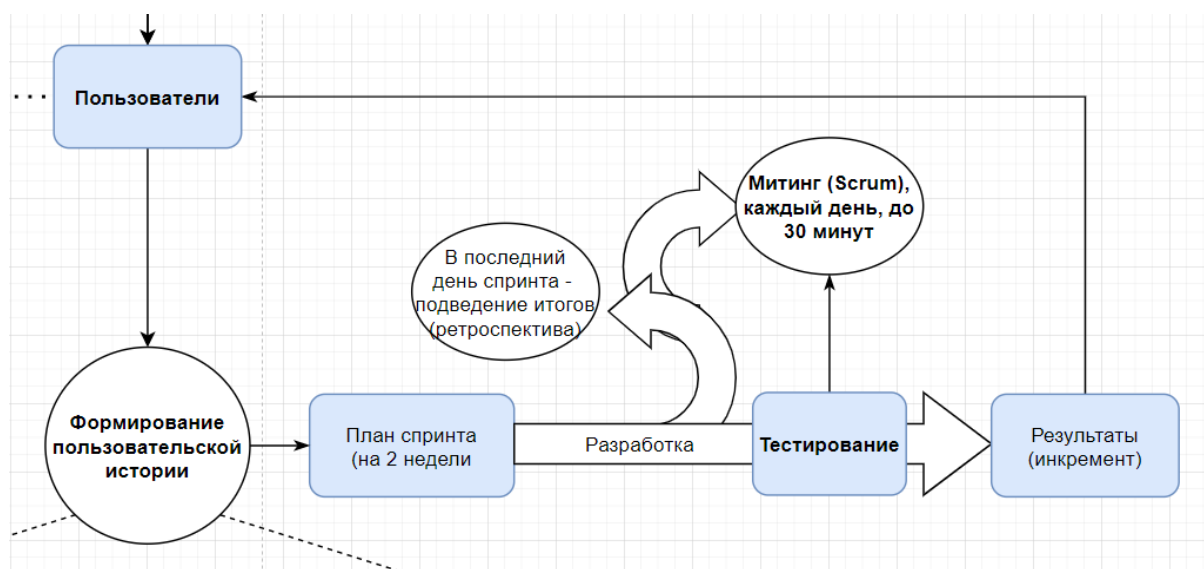 Пользователи
Митинг (Scrum),
каждый день, до
30 минут
В последний
день спринта -
подведение итогов
(ретроспектива)
Формирование
пользовательской
истории
План спринта
(на 2 недели
Разработка
Тестирование
Результаты
(инкремент)